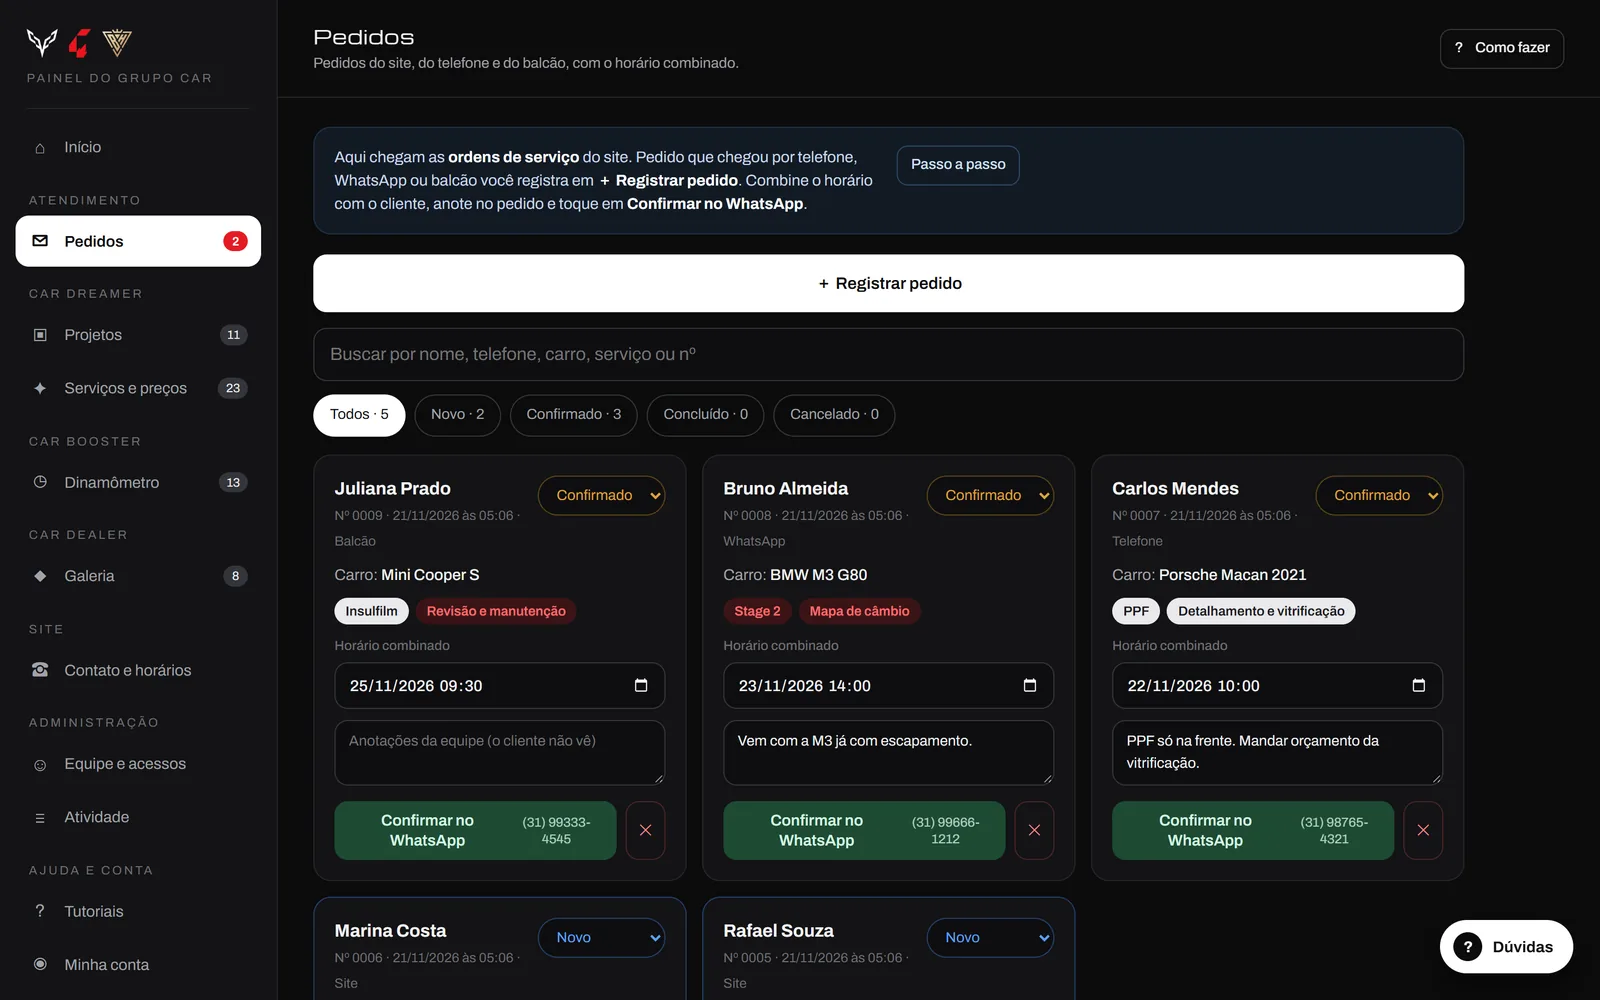 PAINEL DO GRUPO CAR
Início
ATENDIMENTO
Pedidos 2
CAR DREAMER
Projetos 11
Serviços e preços 23
CAR BOOSTER
Dinamômetro 13
CAR DEALER
Galeria 8
SITE
Contato e horários
ADMINISTRAÇÃO
Equipe e acessos
Atividade
AJUDA E CONTA
? Tutoriais
Minha conta
Pedidos
Pedidos do site, do telefone e do balcão, com o horário combinado.
? Como fazer
Aqui chegam as ordens de serviço do site. Pedido que chegou por telefone,
WhatsApp ou balcão você registra em + Registrar pedido. Combine o horário
com o cliente, anote no pedido e toque em Confirmar no WhatsApp.
Passo a passo
+ Registrar pedido
Buscar por nome, telefone, carro, serviço ou nº
Todos · 5 Novo · 2 Confirmado · 3 Concluído · 0 Cancelado · 0
Juliana Prado
Confirmado
Nº 0009 · 21/11/2026 às 05:06 ·
Balcão
Carro: Mini Cooper S
Insulfilm Revisão e manutenção
Horário combinado
25/11/2026 09:30
Anotações da equipe (o cliente não vê)
Confirmar no
WhatsApp
(31) 99333-
4545
Bruno Almeida
Confirmado
Nº 0008 · 21/11/2026 às 05:06 ·
WhatsApp
Carro: BMW M3 G80
Stage 2 Mapa de câmbio
Horário combinado
23/11/2026 14:00
Vem com a M3 já com escapamento.
Confirmar no
WhatsApp
(31) 99666-
1212
Carlos Mendes
Confirmado
Nº 0007 · 21/11/2026 às 05:06 ·
Telefone
Carro: Porsche Macan 2021
PPF Detalhamento e vitrificação
Horário combinado
22/11/2026 10:00
PPF só na frente. Mandar orçamento da
vitrificação.
Confirmar no
WhatsApp
(31) 98765-
4321
Marina Costa
Novo
Nº 0006 · 21/11/2026 às 05:06 ·
Site
Rafael Souza
Novo
Nº 0005 · 21/11/2026 às 05:06 ·
Site
? Dúvidas